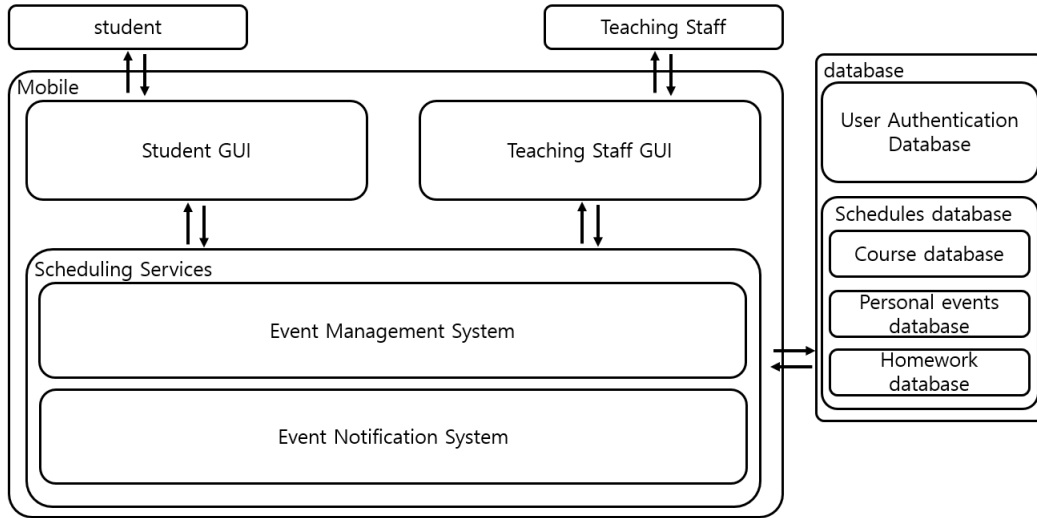 student
Teaching Staff
Mobile
Student GUI
Teaching Staff GUI
Scheduling Services
Event Management System
Event Notification System
database
User Authentication
Database
Schedules database
Course database
Personal events
database
Homework
database